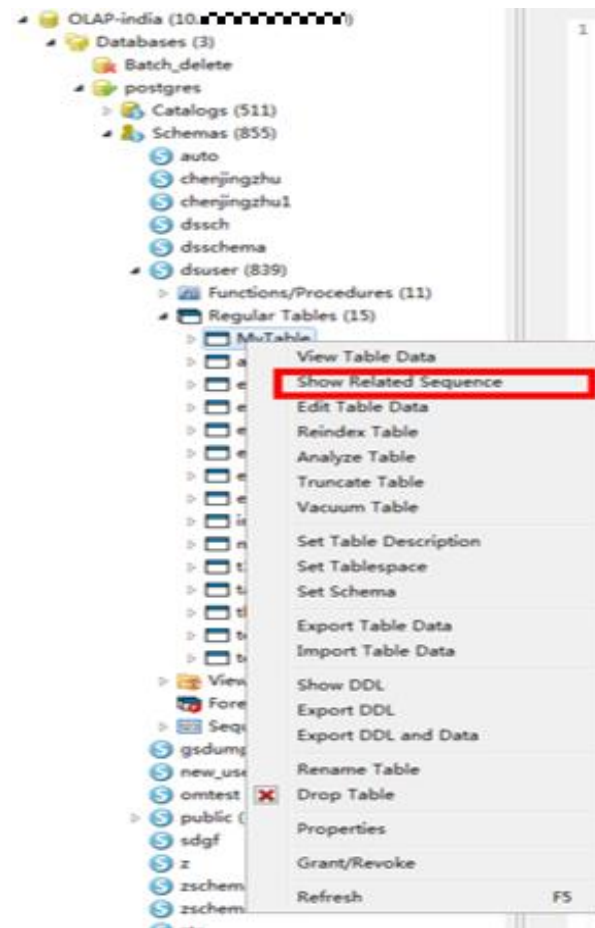 OLAP-india (10.
1
Databases (3)
Batch_delete
postgres
Catalogs (511)
Schemas (855)
auto
chenjingzhu
chenjingzhu1
dssch
dsschema
dsuser (839)
Functions/Procedures (11)
Regular Tables (15)
MyTable
View Table Data
Show Related Sequence
Edit Table Data
Reindex Table
Analyze Table
Truncate Table
Vacuum Table
Set Table Description
Set Tablespace
Set Schema
Export Table Data
Import Table Data
Show DDL
Export DDL
Export DDL and Data
Rename Table
Drop Table
Properties
Grant/Revoke
Refresh F5
View
Fore
Sequ
gsdump
new_use
omtest
public (
sdgf
z
zschem
zschem